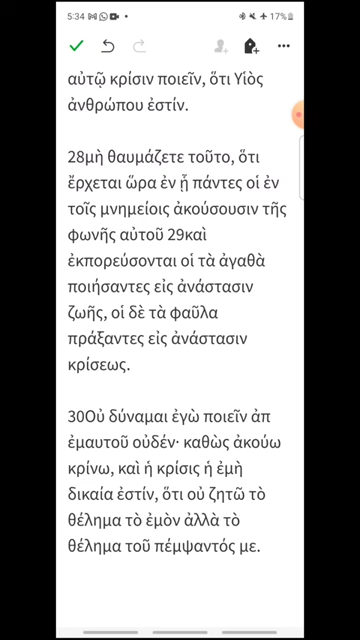 5:34
17%
αὐτῷ κρίσιν ποιεῖν, ὅτι Υἱὸς
ἀνθρώπου ἐστίν.
28μὴ θαυμάζετε τοῦτο, ὅτι
ἔρχεται ὥρα ἐν ᾗ πάντες οἱ ἐν
τοῖς μνημείοις ἀκούσουσιν τῆς
φωνῆς αὐτοῦ 29καὶ
ἐκπορεύσονται οἱ τὰ ἀγαθὰ
ποιήσαντες εἰς ἀνάστασιν
ζωῆς, οἱ δὲ τὰ φαῦλα
πράξαντες εἰς ἀνάστασιν
κρίσεως.
30Οὐ δύναμαι ἐγὼ ποιεῖν ἀπ
ἐμαυτοῦ οὐδέν· καθὼς ἀκούω
κρίνω, καὶ ἡ κρίσις ἡ ἐμὴ
δικαία ἐστίν, ὅτι οὐ ζητῶ τὸ
θέλημα τὸ ἐμὸν ἀλλὰ τὸ
θέλημα τοῦ πέμψαντός με.